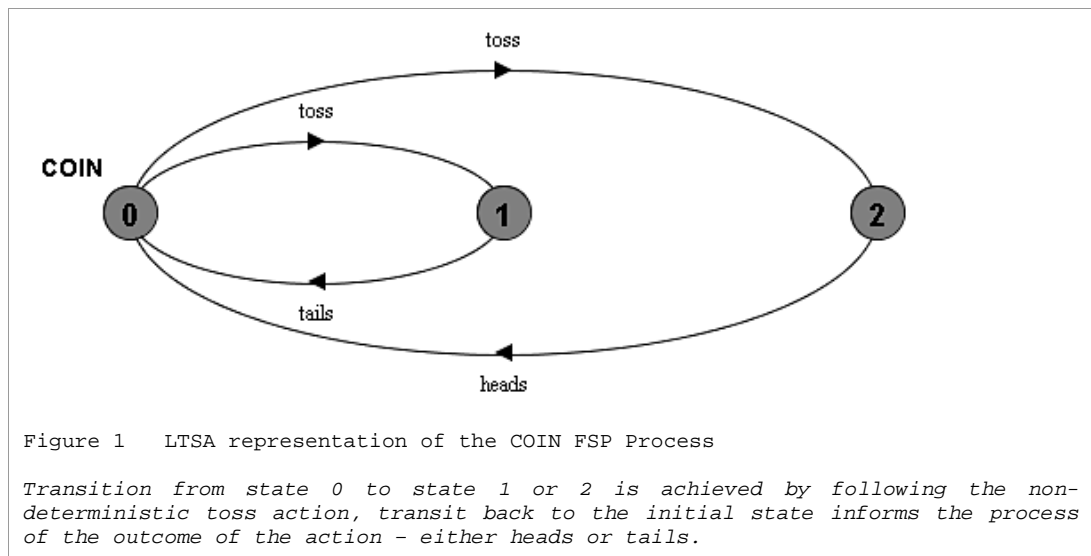 toss
toss
COIN
0
1
2
tails
heads
Figure 1 LTSA representation of the COIN FSP Process
Transition from state 0 to state 1 or 2 is achieved by following the non-
deterministic toss action, transit back to the initial state informs the process
of the outcome of the action – either heads or tails.